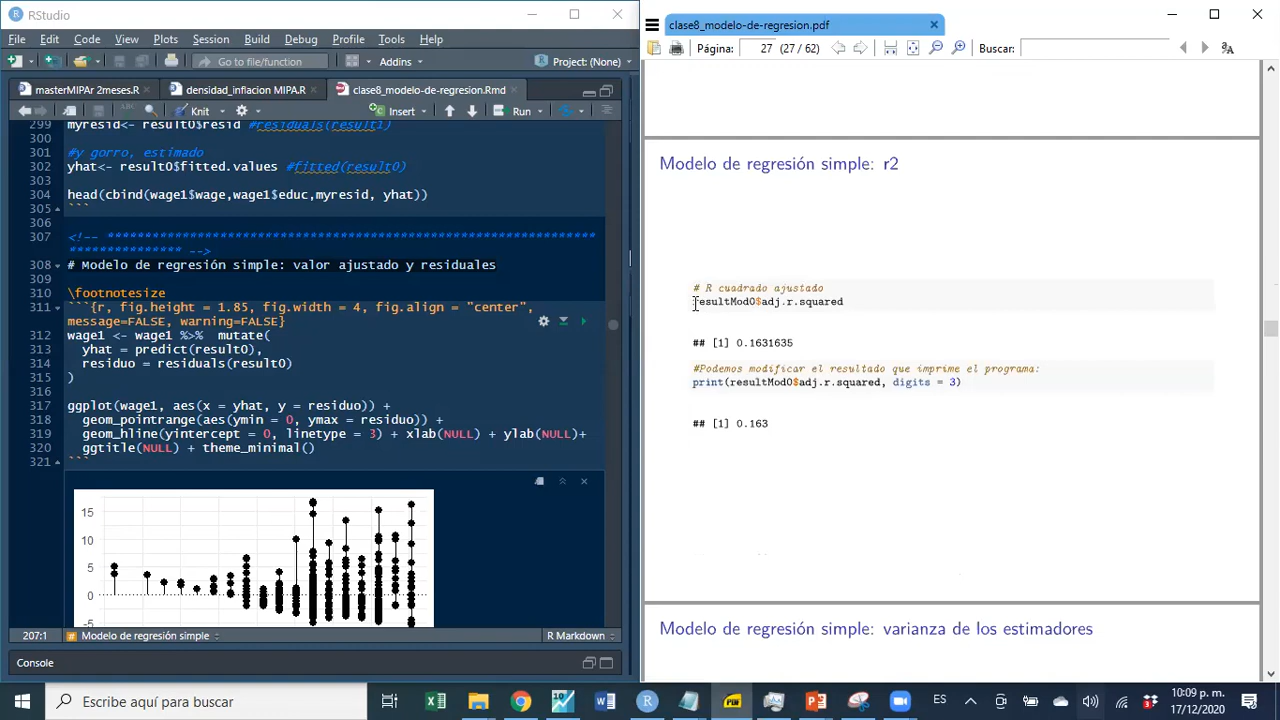 RStudio
File Edit Code View Plots Session Build Debug Profile Tools Help
Go to file/function
Addins
Project: (None)
masterMIPAr 2meses.R
densidad_inflacion MIPA.R
clase8_modelo-de-regresion.Rmd
Knit
Insert
Run
299 myresid<- result0$resid #residuals(result1)
300
301 #y gorro, estimado
302 yhat<- result0$fitted.values #fitted(result0)
303
304 head(cbind(wage1$wage,wage1$educ,myresid, yhat))
305 ```
306
307 <!-- ***************************************************************************
**************** -->
308 # Modelo de regresión simple: valor ajustado y residuales
309
310 \footnotesize
311 ```{r, fig.height = 1.85, fig.width = 4, fig.align = "center",
message=FALSE, warning=FALSE}
312 wage1 <- wage1 %>% mutate(
313 yhat = predict(result0),
314 residuo = residuals(result0)
315 )
316
317 ggplot(wage1, aes(x = yhat, y = residuo)) +
318 geom_pointrange(aes(ymin = 0, ymax = residuo)) +
319 geom_hline(yintercept = 0, linetype = 3) + xlab(NULL) + ylab(NULL)+
320 ggtitle(NULL) + theme_minimal()
321 ```
15
10
5
0
-5
207:1
Modelo de regresión simple
R Markdown
Console
clase8_modelo-de-regresion.pdf
Página: 27 (27 / 62)
Buscar:
Modelo de regresión simple: r2
# R cuadrado ajustado
resultMod0$adj.r.squared
## [1] 0.1631635
#Podemos modificar el resultado que imprime el programa:
print(resultMod0$adj.r.squared, digits = 3)
## [1] 0.163
Modelo de regresión simple: varianza de los estimadores
Escribe aquí para buscar
ES
10:09 p. m.
17/12/2020